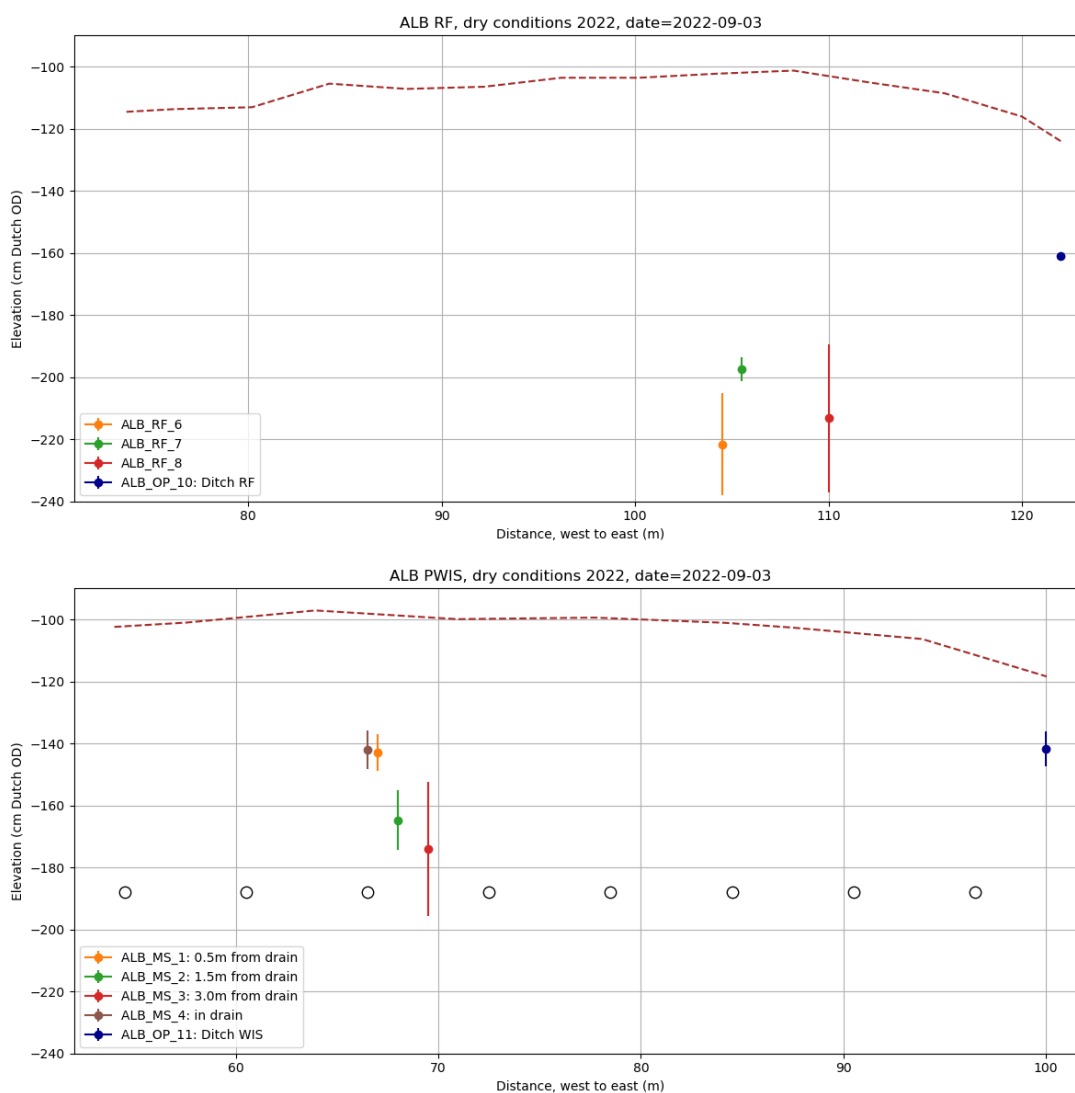 ALB RF, dry conditions 2022, date=2022-09-03
−100
−120
−140
−160
−180
−200
−220
−240
Elevation (cm Dutch OD)
ALB_RF_6
ALB_RF_7
ALB_RF_8
ALB_OP_10: Ditch RF
80 90 100 110 120
Distance, west to east (m)
ALB PWIS, dry conditions 2022, date=2022-09-03
−100
−120
−140
−160
−180
−200
−220
−240
Elevation (cm Dutch OD)
ALB_MS_1: 0.5m from drain
ALB_MS_2: 1.5m from drain
ALB_MS_3: 3.0m from drain
ALB_MS_4: in drain
ALB_OP_11: Ditch WIS
60 70 80 90 100
Distance, west to east (m)